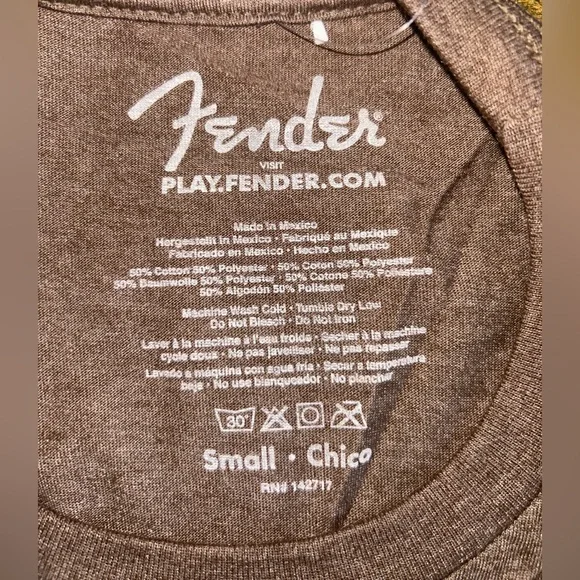 Fender
VISIT
PLAY.FENDER.COM
Made in Mexico
Hergestellt in Mexico · Fabriqué au Mexique
Fabricado en Mexico · Hecho en Mexico
50% Cotton 50% Polyester · 50% Coton 50% Polyester
50% Baumwolle 50% Polyester · 50% Cotone 50% Poliestere
50% Algodón 50% Poliéster
Machine Wash Cold · Tumble Dry Low
Do Not Bleach · Do Not Iron
Laver à la machine à l'eau froide · Sécher à la machine
cycle doux · Ne pas javelliser · Ne pas repasser
Lavado a máquina con agua fria · Secar a temperatura
baja · No use blanqueador · No planchar
30°
Small · Chico
RN# 142717